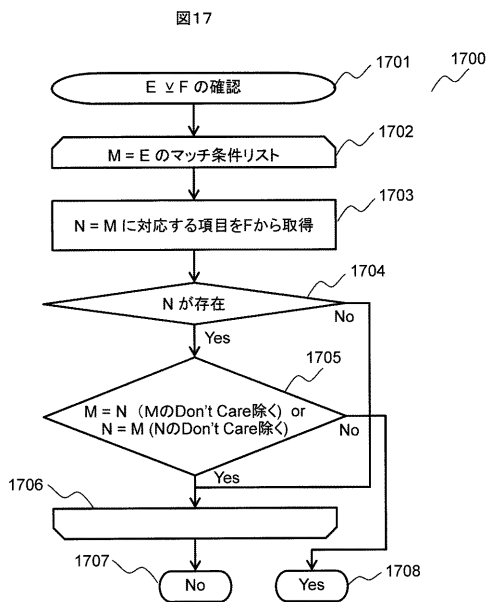 図17
1701
1700
E ⊻ F の確認
1702
M = E のマッチ条件リスト
1703
N = M に対応する項目をFから取得
1704
N が存在
No
Yes
1705
M = N （MのDon't Care除く） or
N = M (NのDon't Care除く)
No
Yes
1706
1707
No
Yes
1708